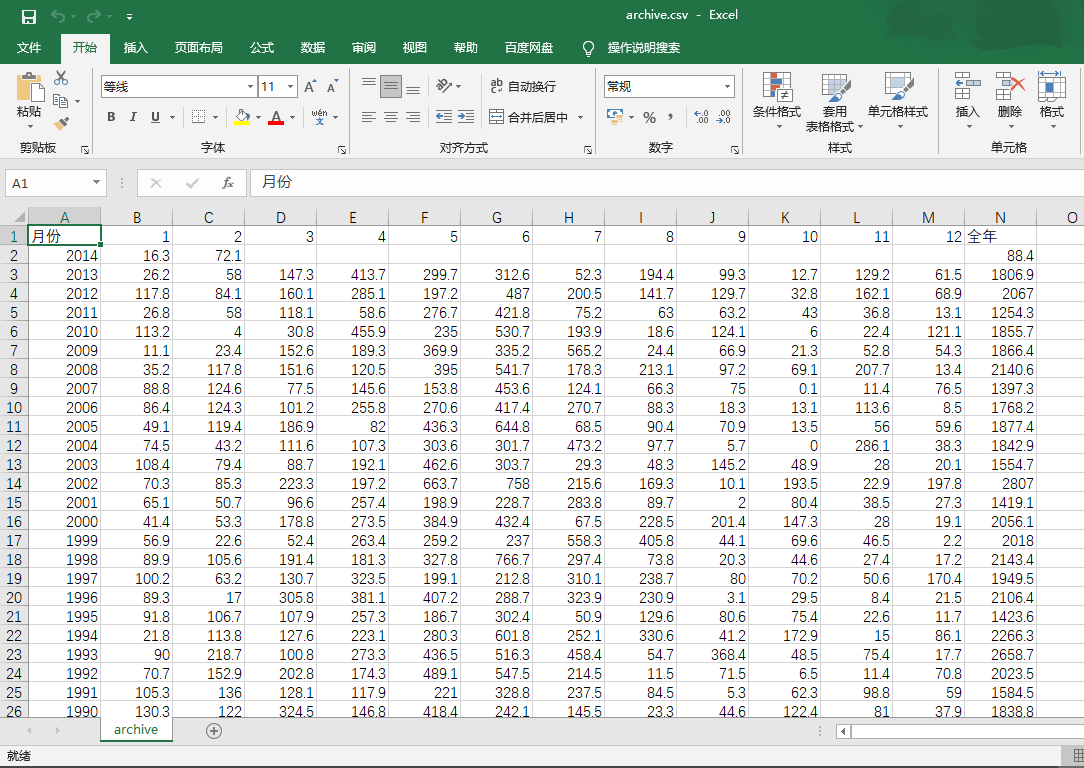 archive.csv - Excel
文件 开始 插入 页面布局 公式 数据 审阅 视图 帮助 百度网盘 操作说明搜索
等线 11 A A ab 自动换行 常规
粘贴 B I U A wén 文 合并后居中 % , .0 .00 .00 .0 条件格式 套用 表格格式 单元格样式 插入 删除 格式
剪贴板 字体 对齐方式 数字 样式 单元格
A1 fx 月份
A B C D E F G H I J K L M N O
1 月份 1 2 3 4 5 6 7 8 9 10 11 12 全年
2 2014 16.3 72.1 88.4
3 2013 26.2 58 147.3 413.7 299.7 312.6 52.3 194.4 99.3 12.7 129.2 61.5 1806.9
4 2012 117.8 84.1 160.1 285.1 197.2 487 200.5 141.7 129.7 32.8 162.1 68.9 2067
5 2011 26.8 58 118.1 58.6 276.7 421.8 75.2 63 63.2 43 36.8 13.1 1254.3
6 2010 113.2 4 30.8 455.9 235 530.7 193.9 18.6 124.1 6 22.4 121.1 1855.7
7 2009 11.1 23.4 152.6 189.3 369.9 335.2 565.2 24.4 66.9 21.3 52.8 54.3 1866.4
8 2008 35.2 117.8 151.6 120.5 395 541.7 178.3 213.1 97.2 69.1 207.7 13.4 2140.6
9 2007 88.8 124.6 77.5 145.6 153.8 453.6 124.1 66.3 75 0.1 11.4 76.5 1397.3
10 2006 86.4 124.3 101.2 255.8 270.6 417.4 270.7 88.3 18.3 13.1 113.6 8.5 1768.2
11 2005 49.1 119.4 186.9 82 436.3 644.8 68.5 90.4 70.9 13.5 56 59.6 1877.4
12 2004 74.5 43.2 111.6 107.3 303.6 301.7 473.2 97.7 5.7 0 286.1 38.3 1842.9
13 2003 108.4 79.4 88.7 192.1 462.6 303.7 29.3 48.3 145.2 48.9 28 20.1 1554.7
14 2002 70.3 85.3 223.3 197.2 663.7 758 215.6 169.3 10.1 193.5 22.9 197.8 2807
15 2001 65.1 50.7 96.6 257.4 198.9 228.7 283.8 89.7 2 80.4 38.5 27.3 1419.1
16 2000 41.4 53.3 178.8 273.5 384.9 432.4 67.5 228.5 201.4 147.3 28 19.1 2056.1
17 1999 56.9 22.6 52.4 263.4 259.2 237 558.3 405.8 44.1 69.6 46.5 2.2 2018
18 1998 89.9 105.6 191.4 181.3 327.8 766.7 297.4 73.8 20.3 44.6 27.4 17.2 2143.4
19 1997 100.2 63.2 130.7 323.5 199.1 212.8 310.1 238.7 80 70.2 50.6 170.4 1949.5
20 1996 89.3 17 305.8 381.1 407.2 288.7 323.9 230.9 3.1 29.5 8.4 21.5 2106.4
21 1995 91.8 106.7 107.9 257.3 186.7 302.4 50.9 129.6 80.6 75.4 22.6 11.7 1423.6
22 1994 21.8 113.8 127.6 223.1 280.3 601.8 252.1 330.6 41.2 172.9 15 86.1 2266.3
23 1993 90 218.7 100.8 273.3 436.5 516.3 458.4 54.7 368.4 48.5 75.4 17.7 2658.7
24 1992 70.7 152.9 202.8 174.3 489.1 547.5 214.5 11.5 71.5 6.5 11.4 70.8 2023.5
25 1991 105.3 136 128.1 117.9 221 328.8 237.5 84.5 5.3 62.3 98.8 59 1584.5
26 1990 130.3 122 324.5 146.8 418.4 242.1 145.5 23.3 44.6 122.4 81 37.9 1838.8
archive
就绪